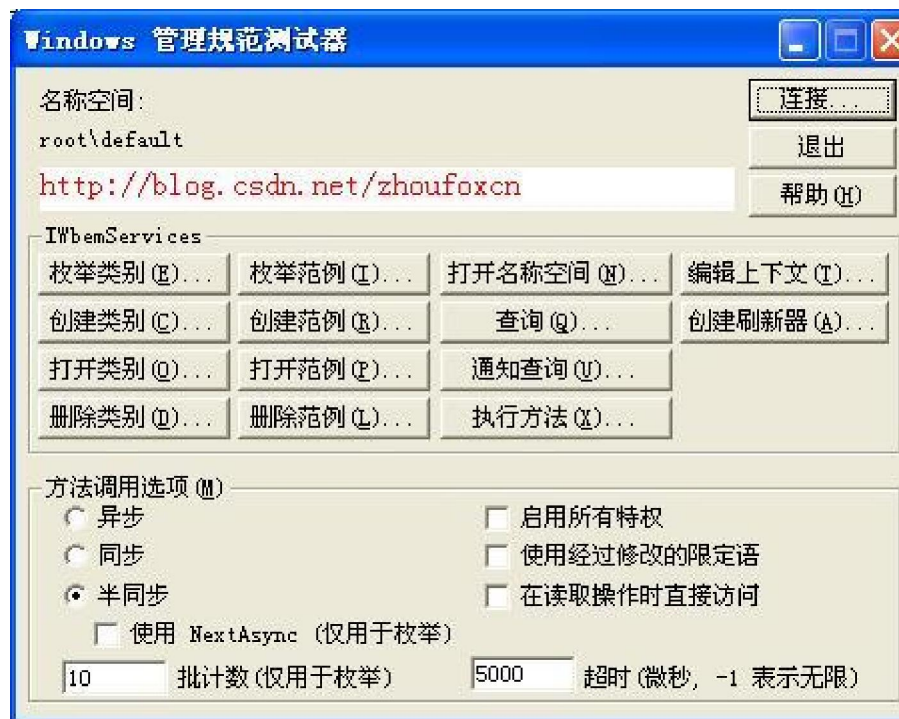 Windows 管理规范测试器
名称空间:
连接...
root\default
退出
http://blog.csdn.net/zhoufoxcn
帮助(H)
IWbemServices
枚举类别(E)... 枚举范例(I)... 打开名称空间(N)... 编辑上下文(T)...
创建类别(C)... 创建范例(R)... 查询(Q)... 创建刷新器(A)...
打开类别(O)... 打开范例(P)... 通知查询(U)...
删除类别(D)... 删除范例(L)... 执行方法(X)...
方法调用选项(M)
异步 启用所有特权
同步 使用经过修改的限定语
半同步 在读取操作时直接访问
使用 NextAsync (仅用于枚举)
10 批计数(仅用于枚举) 5000 超时(微秒, -1 表示无限)